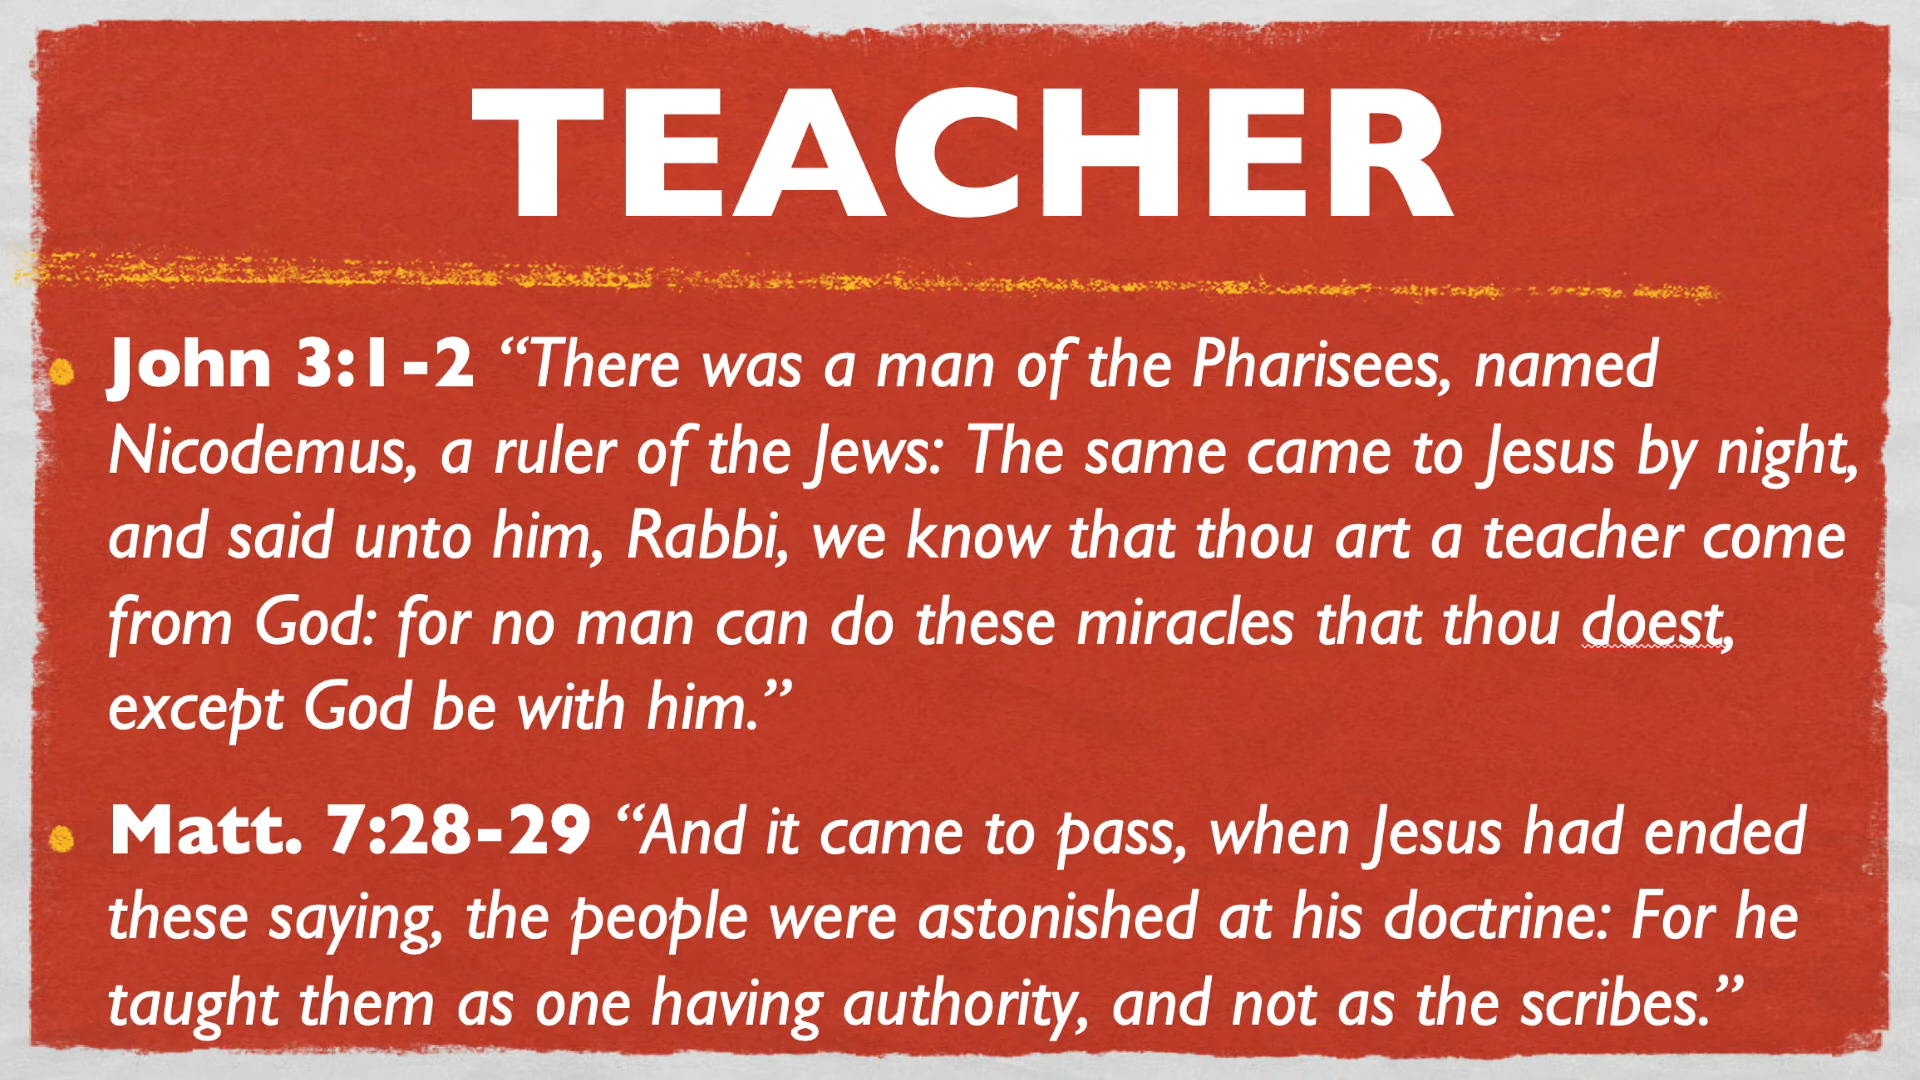 TEACHER
John 3:1-2 “There was a man of the Pharisees, named
Nicodemus, a ruler of the Jews: The same came to Jesus by night,
and said unto him, Rabbi, we know that thou art a teacher come
from God: for no man can do these miracles that thou doest,
except God be with him.”
Matt. 7:28-29 “And it came to pass, when Jesus had ended
these saying, the people were astonished at his doctrine: For he
taught them as one having authority, and not as the scribes.”